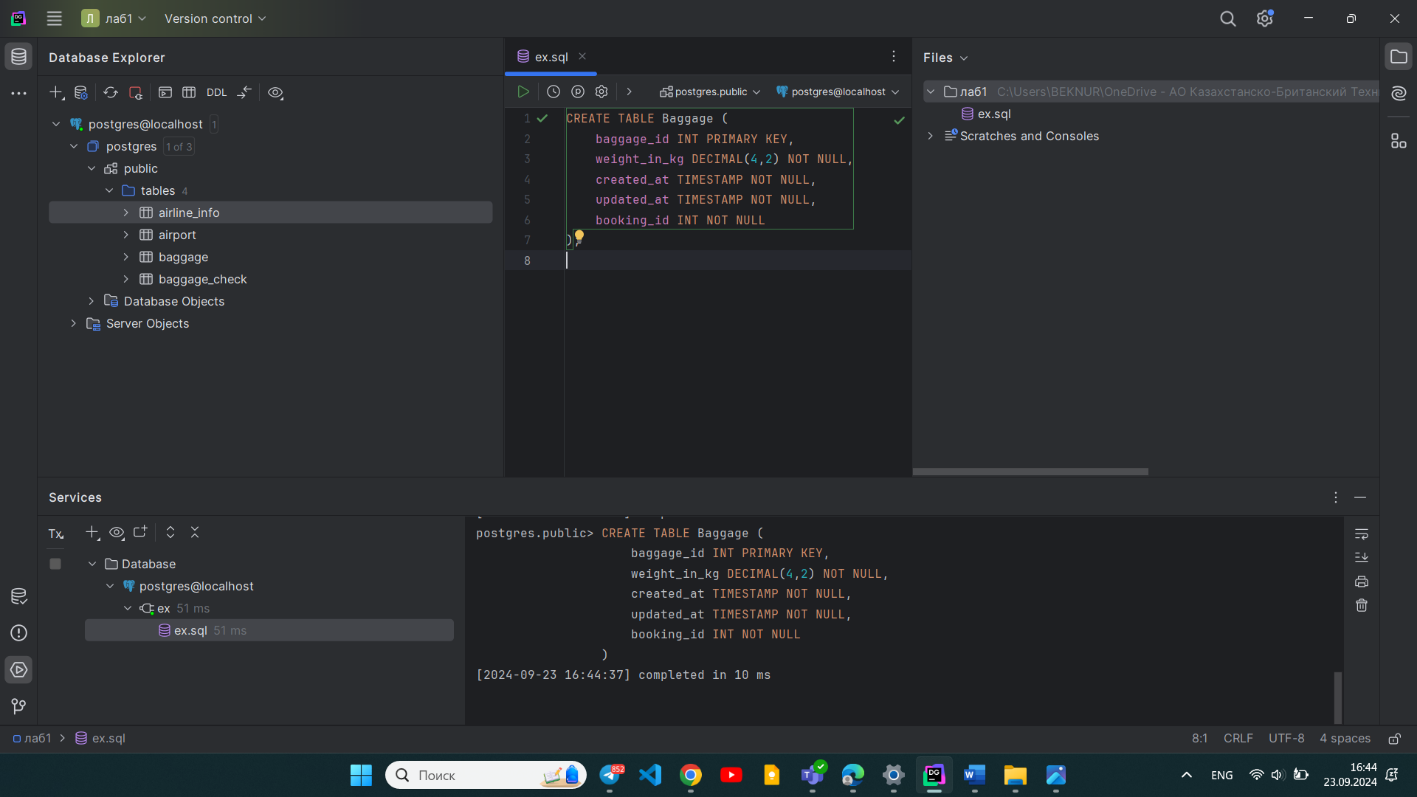 Л лаб1 Version control
Database Explorer
DDL
postgres@localhost 1
postgres 1 of 3
public
tables 4
airline_info
airport
baggage
baggage_check
Database Objects
Server Objects
ex.sql
postgres.public postgres@localhost
1 CREATE TABLE Baggage (
2 baggage_id INT PRIMARY KEY,
3 weight_in_kg DECIMAL(4,2) NOT NULL,
4 created_at TIMESTAMP NOT NULL,
5 updated_at TIMESTAMP NOT NULL,
6 booking_id INT NOT NULL
7 );
8
Files
лаб1 C:\Users\BEKNUR\OneDrive - АО Казахстанско-Британский Техн
ex.sql
Scratches and Consoles
Services
Tx
Database
postgres@localhost
ex 51 ms
ex.sql 51 ms
postgres.public> CREATE TABLE Baggage (
baggage_id INT PRIMARY KEY,
weight_in_kg DECIMAL(4,2) NOT NULL,
created_at TIMESTAMP NOT NULL,
updated_at TIMESTAMP NOT NULL,
booking_id INT NOT NULL
)
[2024-09-23 16:44:37] completed in 10 ms
лаб1 ex.sql
8:1 CRLF UTF-8 4 spaces
Поиск
852
ENG
16:44
23.09.2024